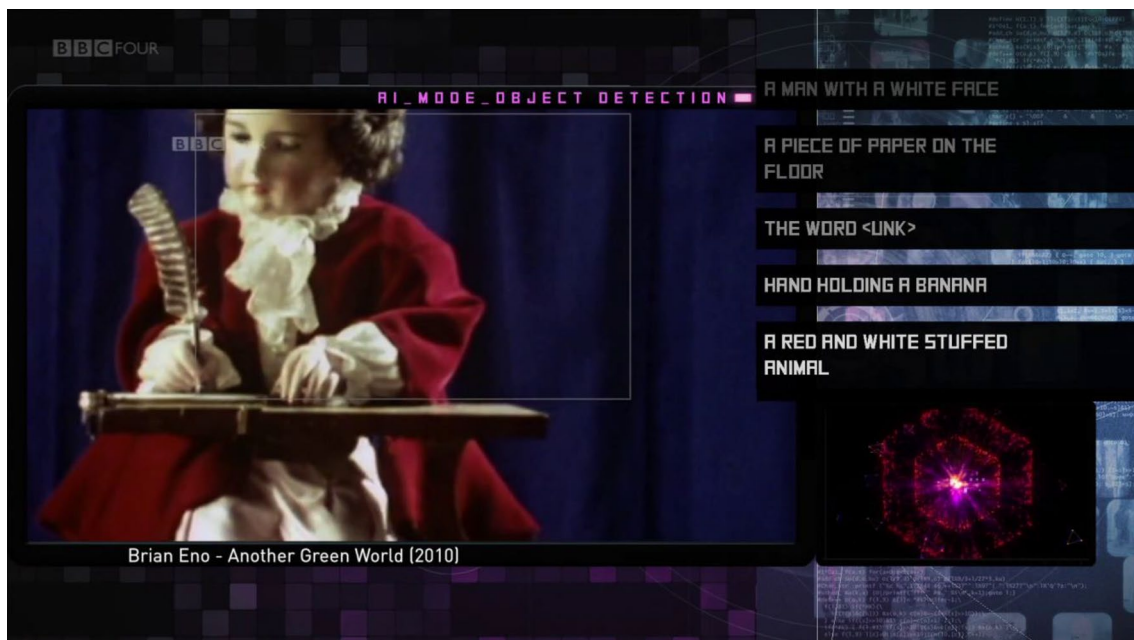 BBC FOUR
AI_MODE_OBJECT DETECTION
BBC
A MAN WITH A WHITE FACE
A PIECE OF PAPER ON THE
FLOOR
THE WORD <UNK>
HAND HOLDING A BANANA
A RED AND WHITE STUFFED
ANIMAL
Brian Eno - Another Green World (2010)